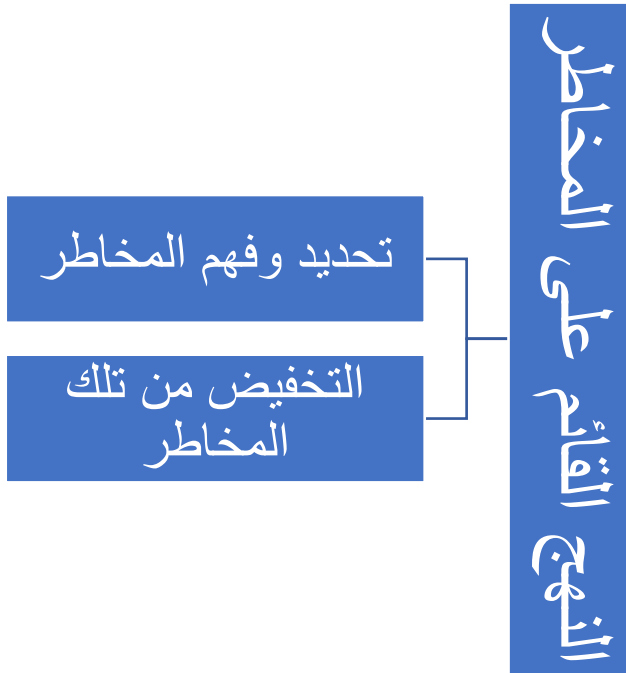 النهج القائم على المخاطر
تحديد وفهم المخاطر
التخفيض من تلك
المخاطر